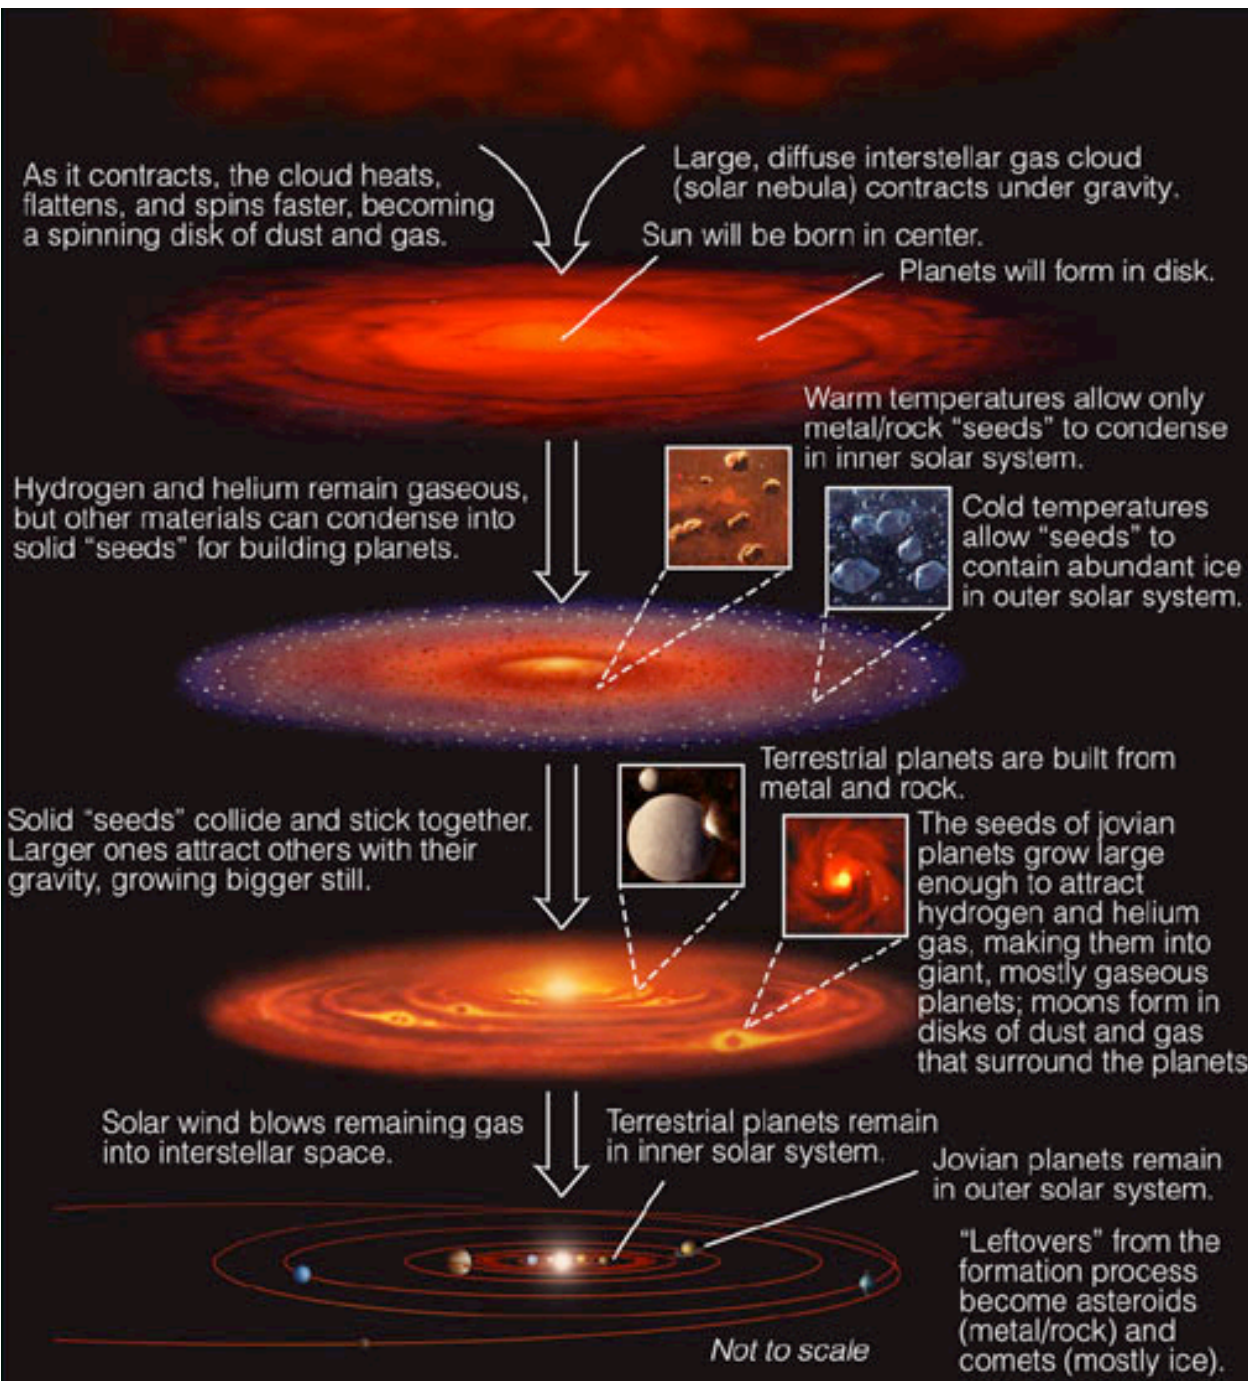 As it contracts, the cloud heats,
flattens, and spins faster, becoming
a spinning disk of dust and gas.
Large, diffuse interstellar gas cloud
(solar nebula) contracts under gravity.
Sun will be born in center.
Planets will form in disk.
Warm temperatures allow only
metal/rock “seeds” to condense
in inner solar system.
Hydrogen and helium remain gaseous,
but other materials can condense into
solid “seeds” for building planets.
Cold temperatures
allow “seeds” to
contain abundant ice
in outer solar system.
Terrestrial planets are built from
metal and rock.
Solid “seeds” collide and stick together.
Larger ones attract others with their
gravity, growing bigger still.
The seeds of jovian
planets grow large
enough to attract
hydrogen and helium
gas, making them into
giant, mostly gaseous
planets; moons form in
disks of dust and gas
that surround the planets
Solar wind blows remaining gas
into interstellar space.
Terrestrial planets remain
in inner solar system.
Jovian planets remain
in outer solar system.
“Leftovers” from the
formation process
become asteroids
(metal/rock) and
comets (mostly ice).
Not to scale